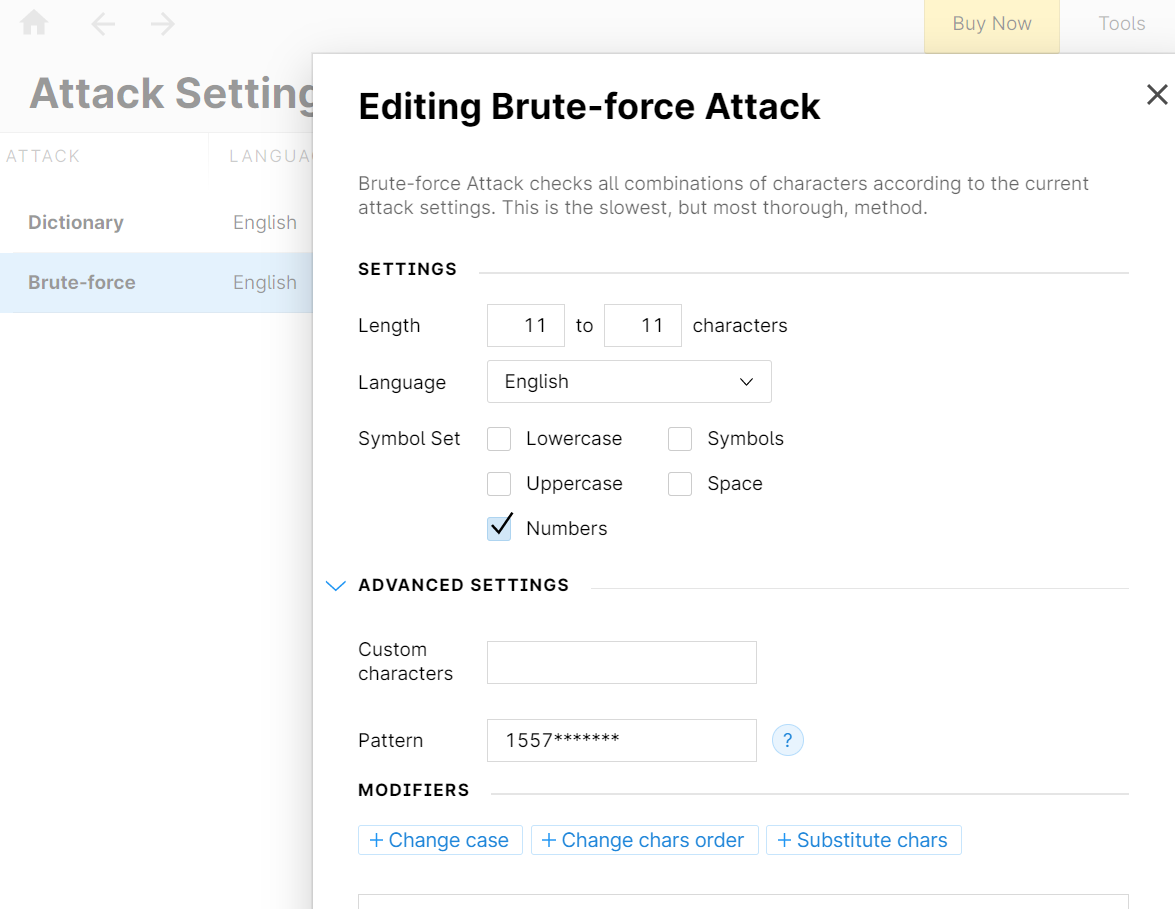 Buy Now
Tools
Attack Setting
Editing Brute-force Attack
ATTACK
LANGUA
Brute-force Attack checks all combinations of characters according to the current
attack settings. This is the slowest, but most thorough, method.
Dictionary
English
Brute-force
English
SETTINGS
Length 11 to 11 characters
Language English
Symbol Set Lowercase Symbols
Uppercase Space
Numbers
ADVANCED SETTINGS
Custom
characters
Pattern 1557******* ?
MODIFIERS
+ Change case + Change chars order + Substitute chars